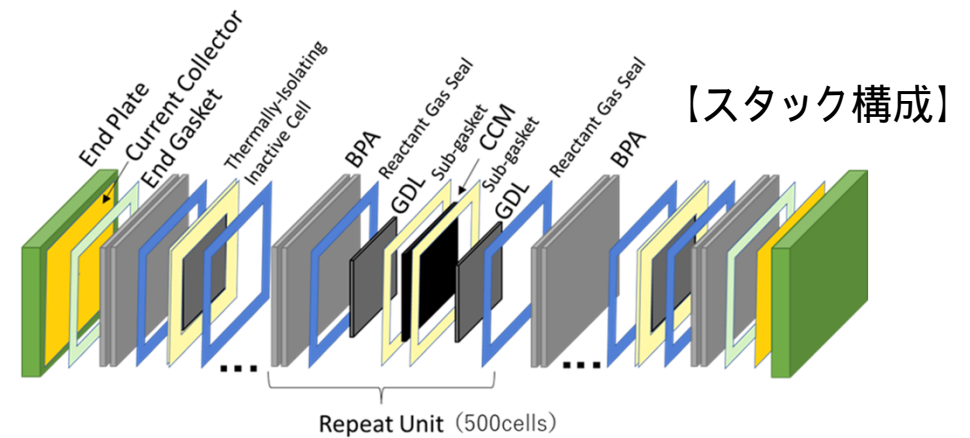 End Plate
Current Collector
End Gasket
Thermally-Isolating
Inactive Cell
BPA
Reactant Gas Seal
GDL
Sub-gasket
CCM
Sub-gasket
GDL
Reactant Gas Seal
BPA
【スタック構成】
...
...
Repeat Unit（500cells）